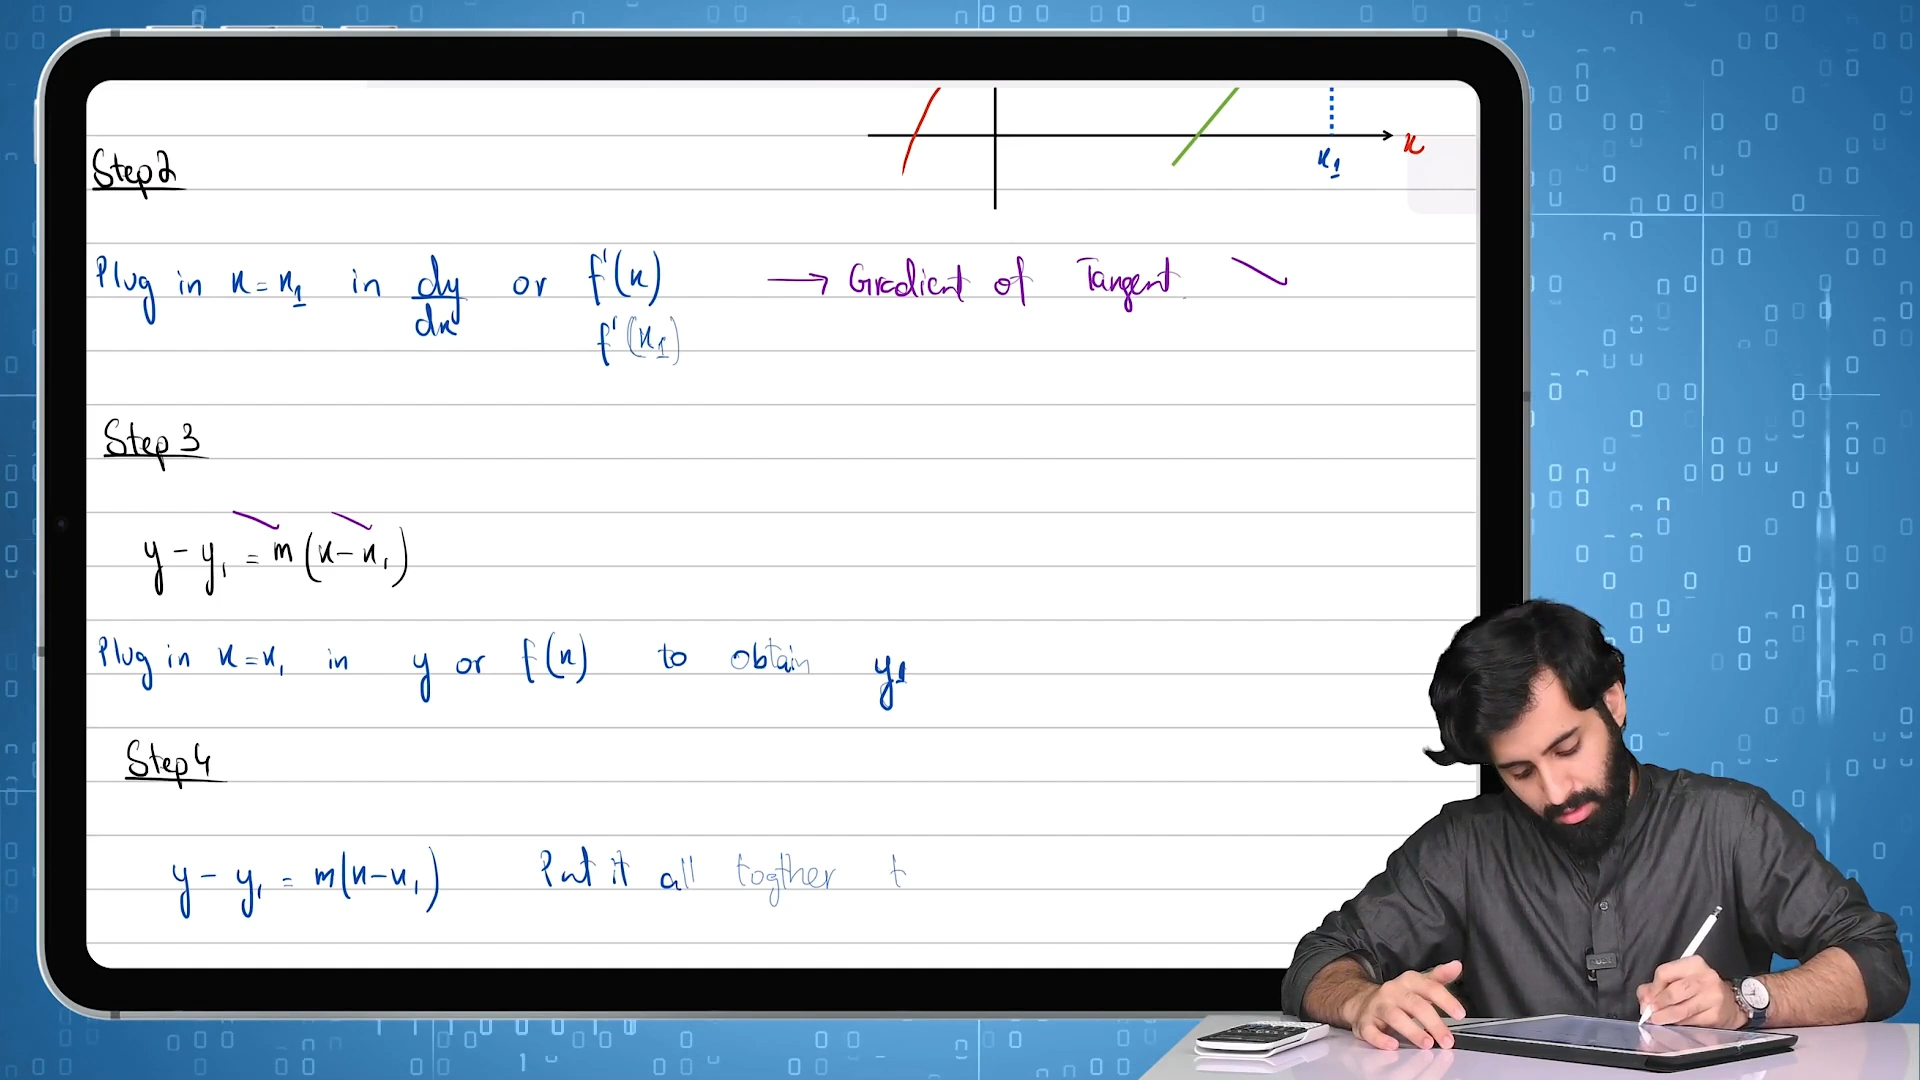 x
x₁
Step 2
Plug in x = x₁ in dy/dx or f'(x) → Gradient of Tangent
f'(x₁)
Step 3
y - y₁ = m(x - x₁)
Plug in x = x₁ in y or f(x) to obtain y₁
Step 4
y - y₁ = m(x - x₁) Put it all togther t